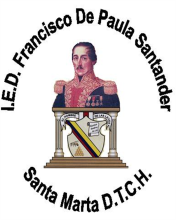 I.E.D. Francisco De Paula Santander
Santa Marta D.T.C.H.